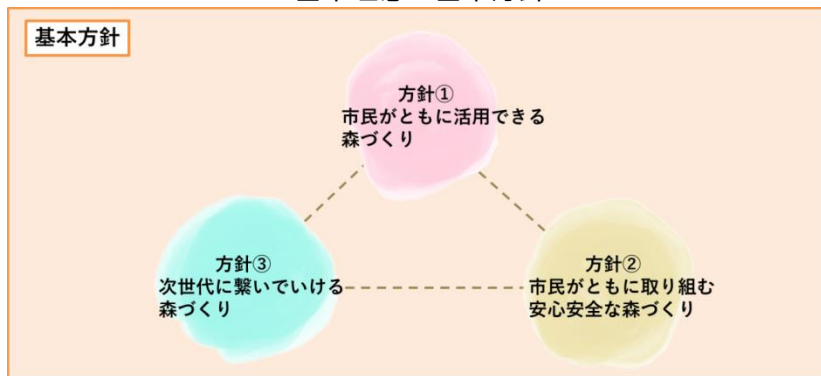 基本方針
方針①
市民がともに活用できる
森づくり
方針③
次世代に繋いでいける
森づくり
方針②
市民がともに取り組む
安心安全な森づくり